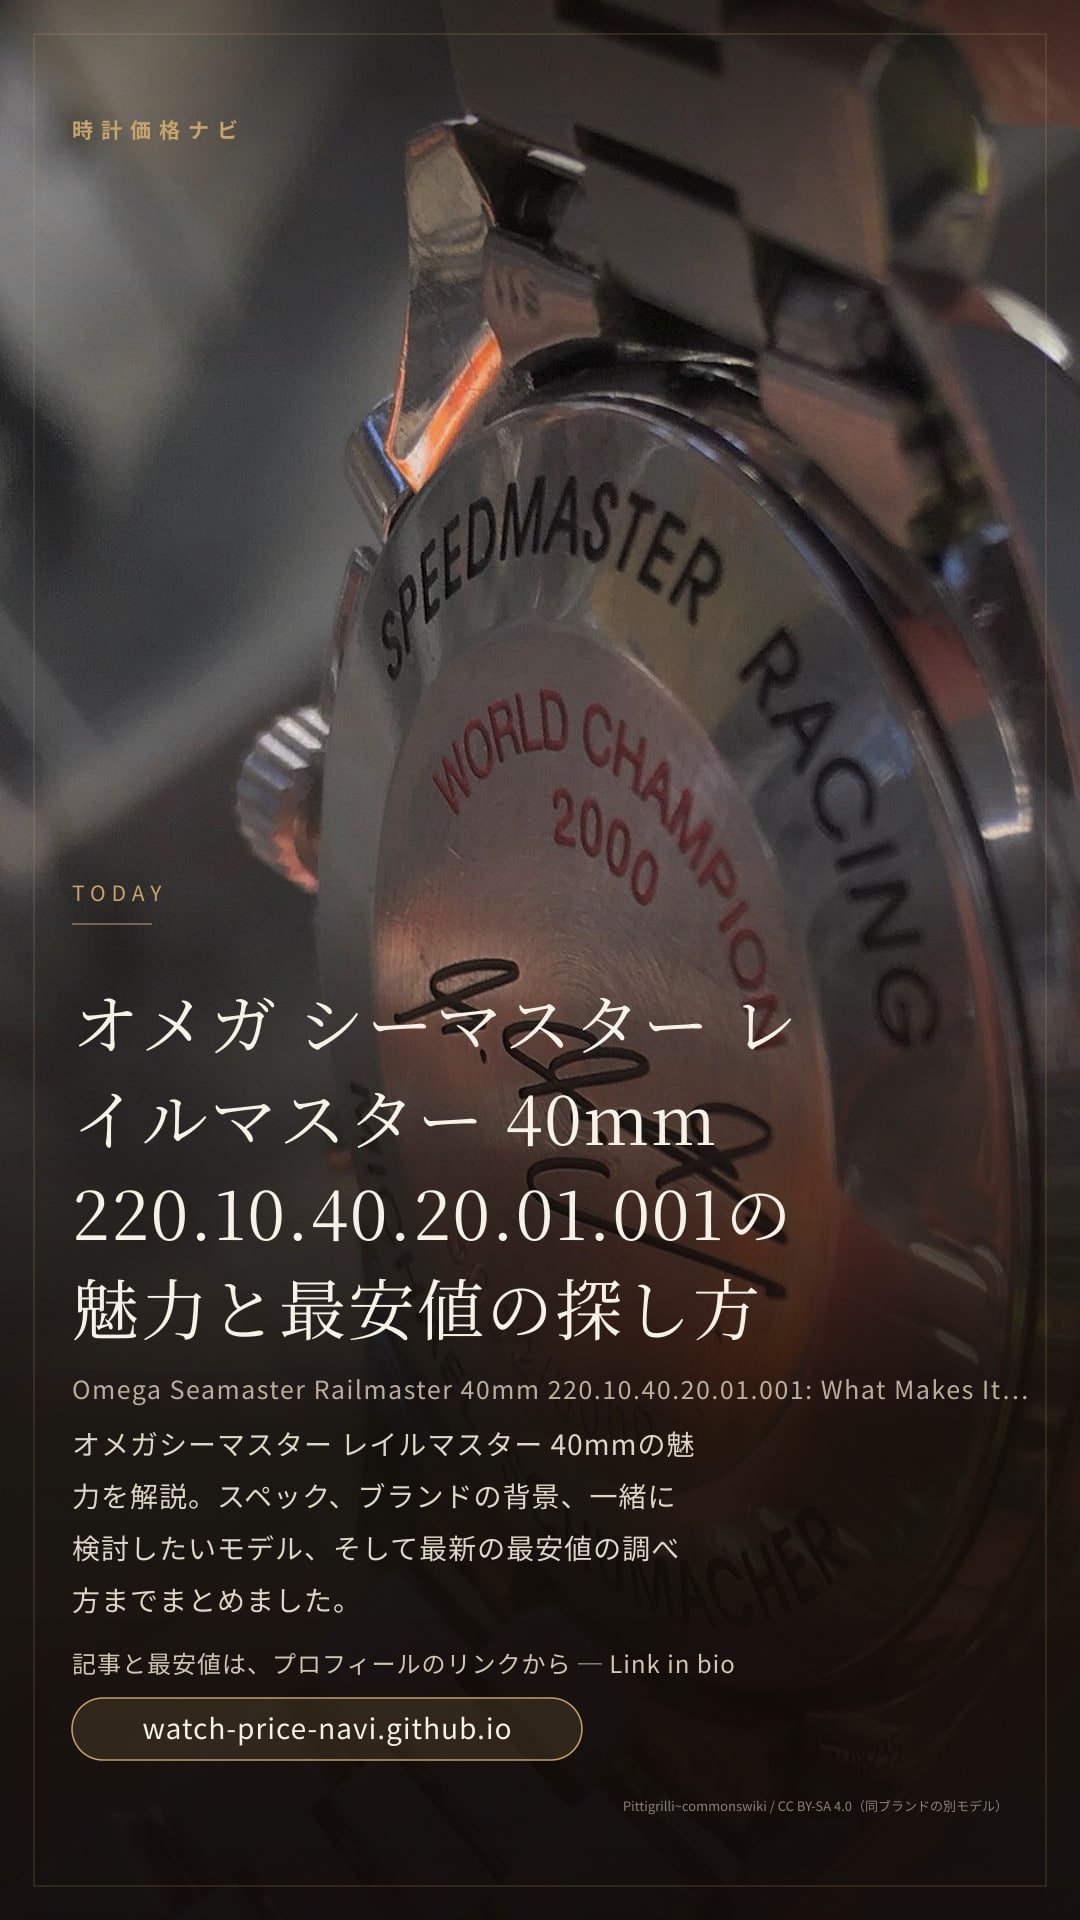 時計価格ナビ
SPEEDMASTER RACING
WORLD CHAMPION
2000
TODAY
オメガ シーマスター レ
イルマスター 40mm
220.10.40.20.01.001の
魅力と最安値の探し方
Omega Seamaster Railmaster 40mm 220.10.40.20.01.001: What Makes It...
オメガシーマスター レイルマスター 40mmの魅
力を解説。スペック、ブランドの背景、一緒に
検討したいモデル、そして最新の最安値の調べ
方までまとめました。
SCHUMACHER
記事と最安値は、プロフィールのリンクから — Link in bio
watch-price-navi.github.io
Pittigrilli~commonswiki / CC BY-SA 4.0（同ブランドの別モデル）